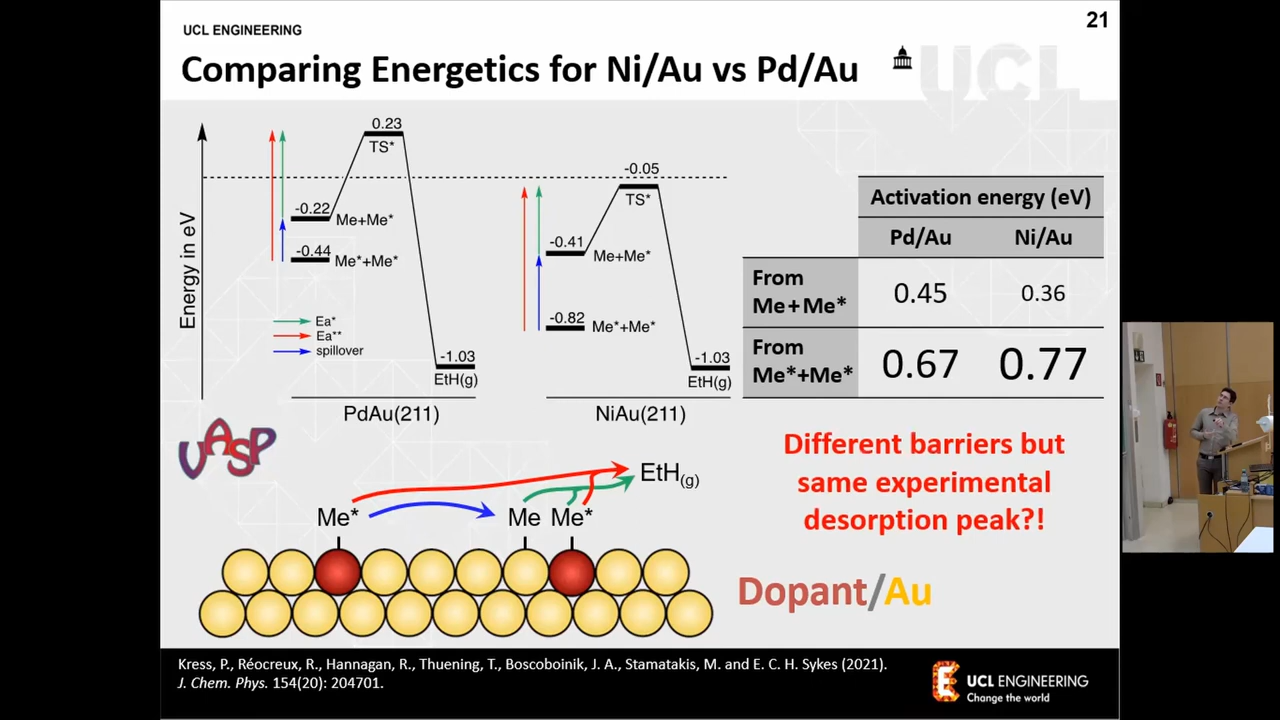 21
UCL ENGINEERING
Comparing Energetics for Ni/Au vs Pd/Au
UCL
Energy in eV
0.23
TS*
-0.22
Me+Me*
-0.44
Me*+Me*
Ea*
Ea**
spillover
-1.03
EtH(g)
PdAu(211)
-0.05
TS*
-0.41
Me+Me*
-0.82
Me*+Me*
-1.03
EtH(g)
NiAu(211)
Activation energy (eV)
Pd/Au Ni/Au
From
Me+Me*
0.45 0.36
From
Me*+Me*
0.67 0.77
VASP
Different barriers but
same experimental
desorption peak?!
EtH(g)
Me* Me Me*
Dopant/Au
Kress, P., Réocreux, R., Hannagan, R., Thuening, T., Boscoboinik, J. A., Stamatakis, M. and E. C. H. Sykes (2021).
J. Chem. Phys. 154(20): 204701.
UCL ENGINEERING
Change the world